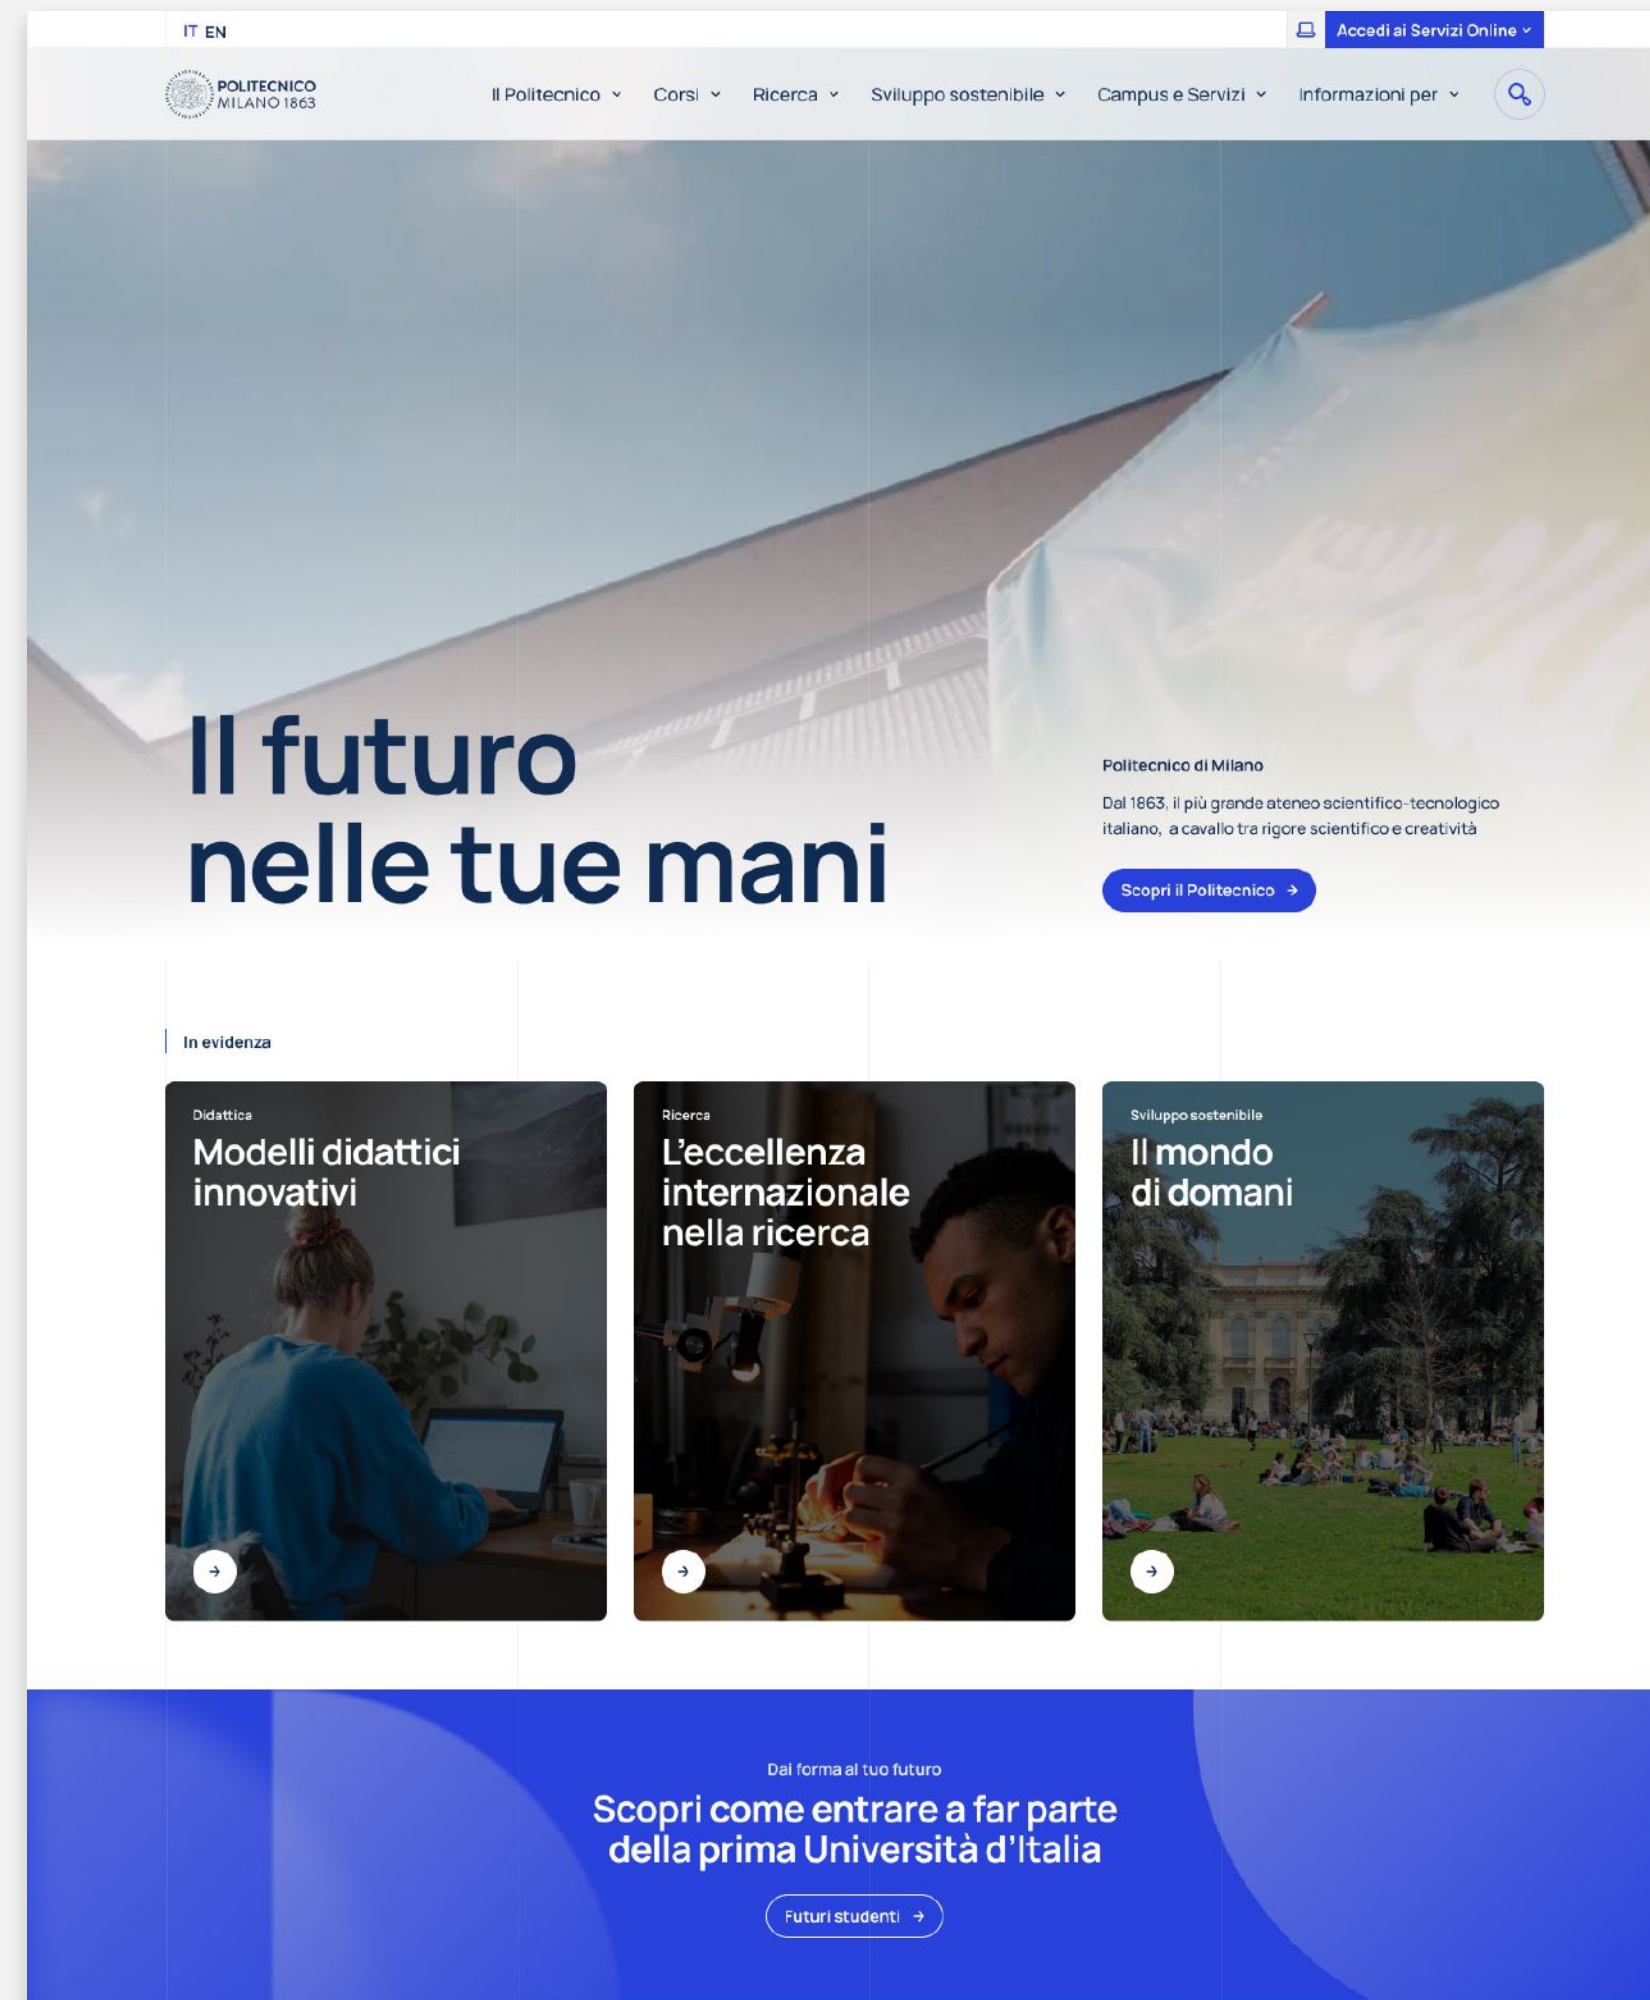 IT EN
Accedi ai Servizi Online
POLITECNICO
MILANO 1863
Il Politecnico
Corsi
Ricerca
Sviluppo sostenibile
Campus e Servizi
Informazioni per
Il futuro
nelle tue mani
Politecnico di Milano
Dal 1863, il più grande ateneo scientifico-tecnologico
italiano, a cavallo tra rigore scientifico e creatività
Scopri il Politecnico →
In evidenza
Didattica
Modelli didattici
innovativi
Ricerca
L’eccellenza
internazionale
nella ricerca
Sviluppo sostenibile
Il mondo
di domani
Dai forma al tuo futuro
Scopri come entrare a far parte
della prima Università d’Italia
Futuri studenti →